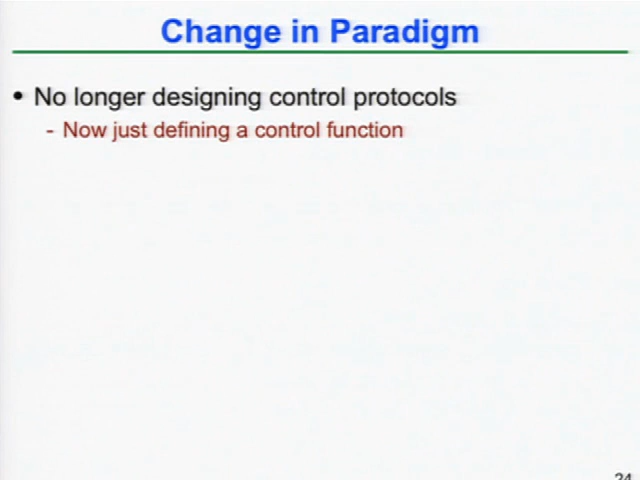 Change in Paradigm
• No longer designing control protocols
- Now just defining a control function
24